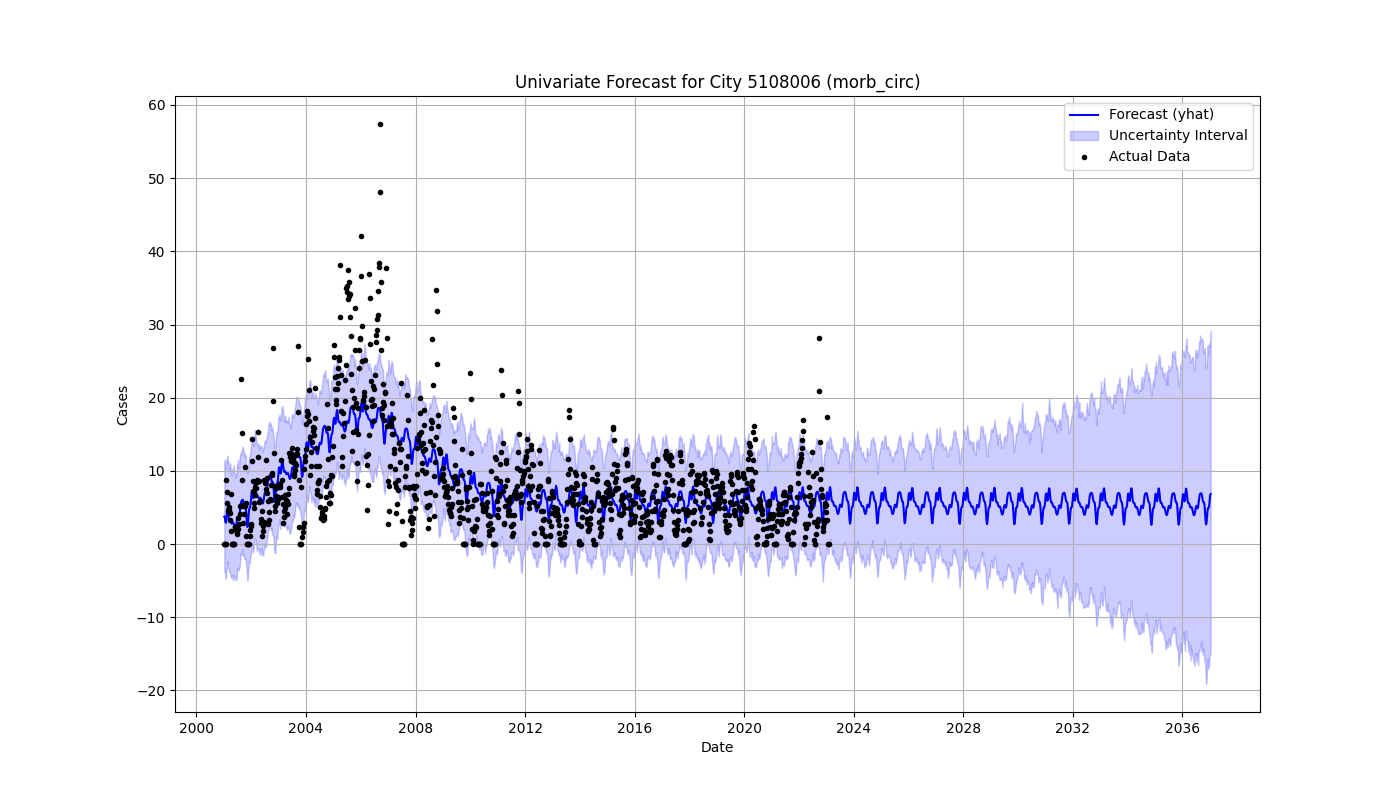 Univariate Forecast for City 5108006 (morb_circ)
Forecast (yhat)
Uncertainty Interval
Actual Data
Cases
60
50
40
30
20
10
0
−10
−20
2000 2004 2008 2012 2016 2020 2024 2028 2032 2036
Date